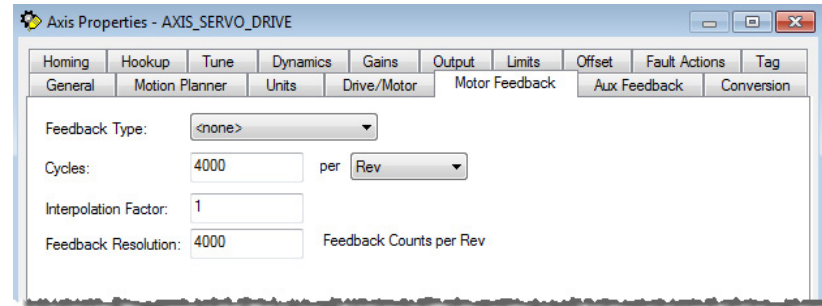 Axis Properties - AXIS_SERVO_DRIVE
Homing Hookup Tune Dynamics Gains Output Limits Offset Fault Actions Tag
General Motion Planner Units Drive/Motor Motor Feedback Aux Feedback Conversion
Feedback Type: <none>
Cycles: 4000 per Rev
Interpolation Factor: 1
Feedback Resolution: 4000 Feedback Counts per Rev